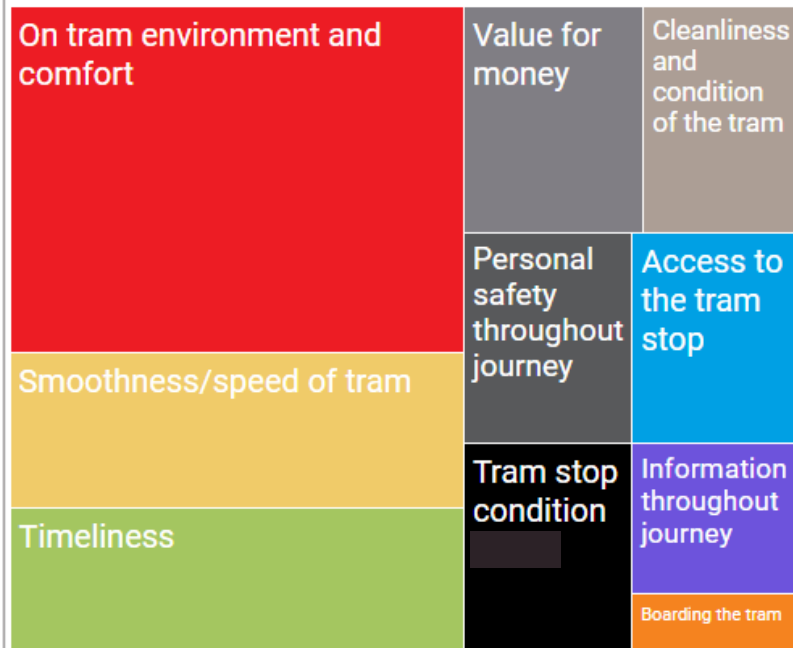 On tram environment and
comfort
Smoothness/speed of tram
Timeliness
Value for
money
Cleanliness
and
condition
of the tram
Personal
safety
throughout
journey
Access to
the tram
stop
Tram stop
condition
Information
throughout
journey
Boarding the tram